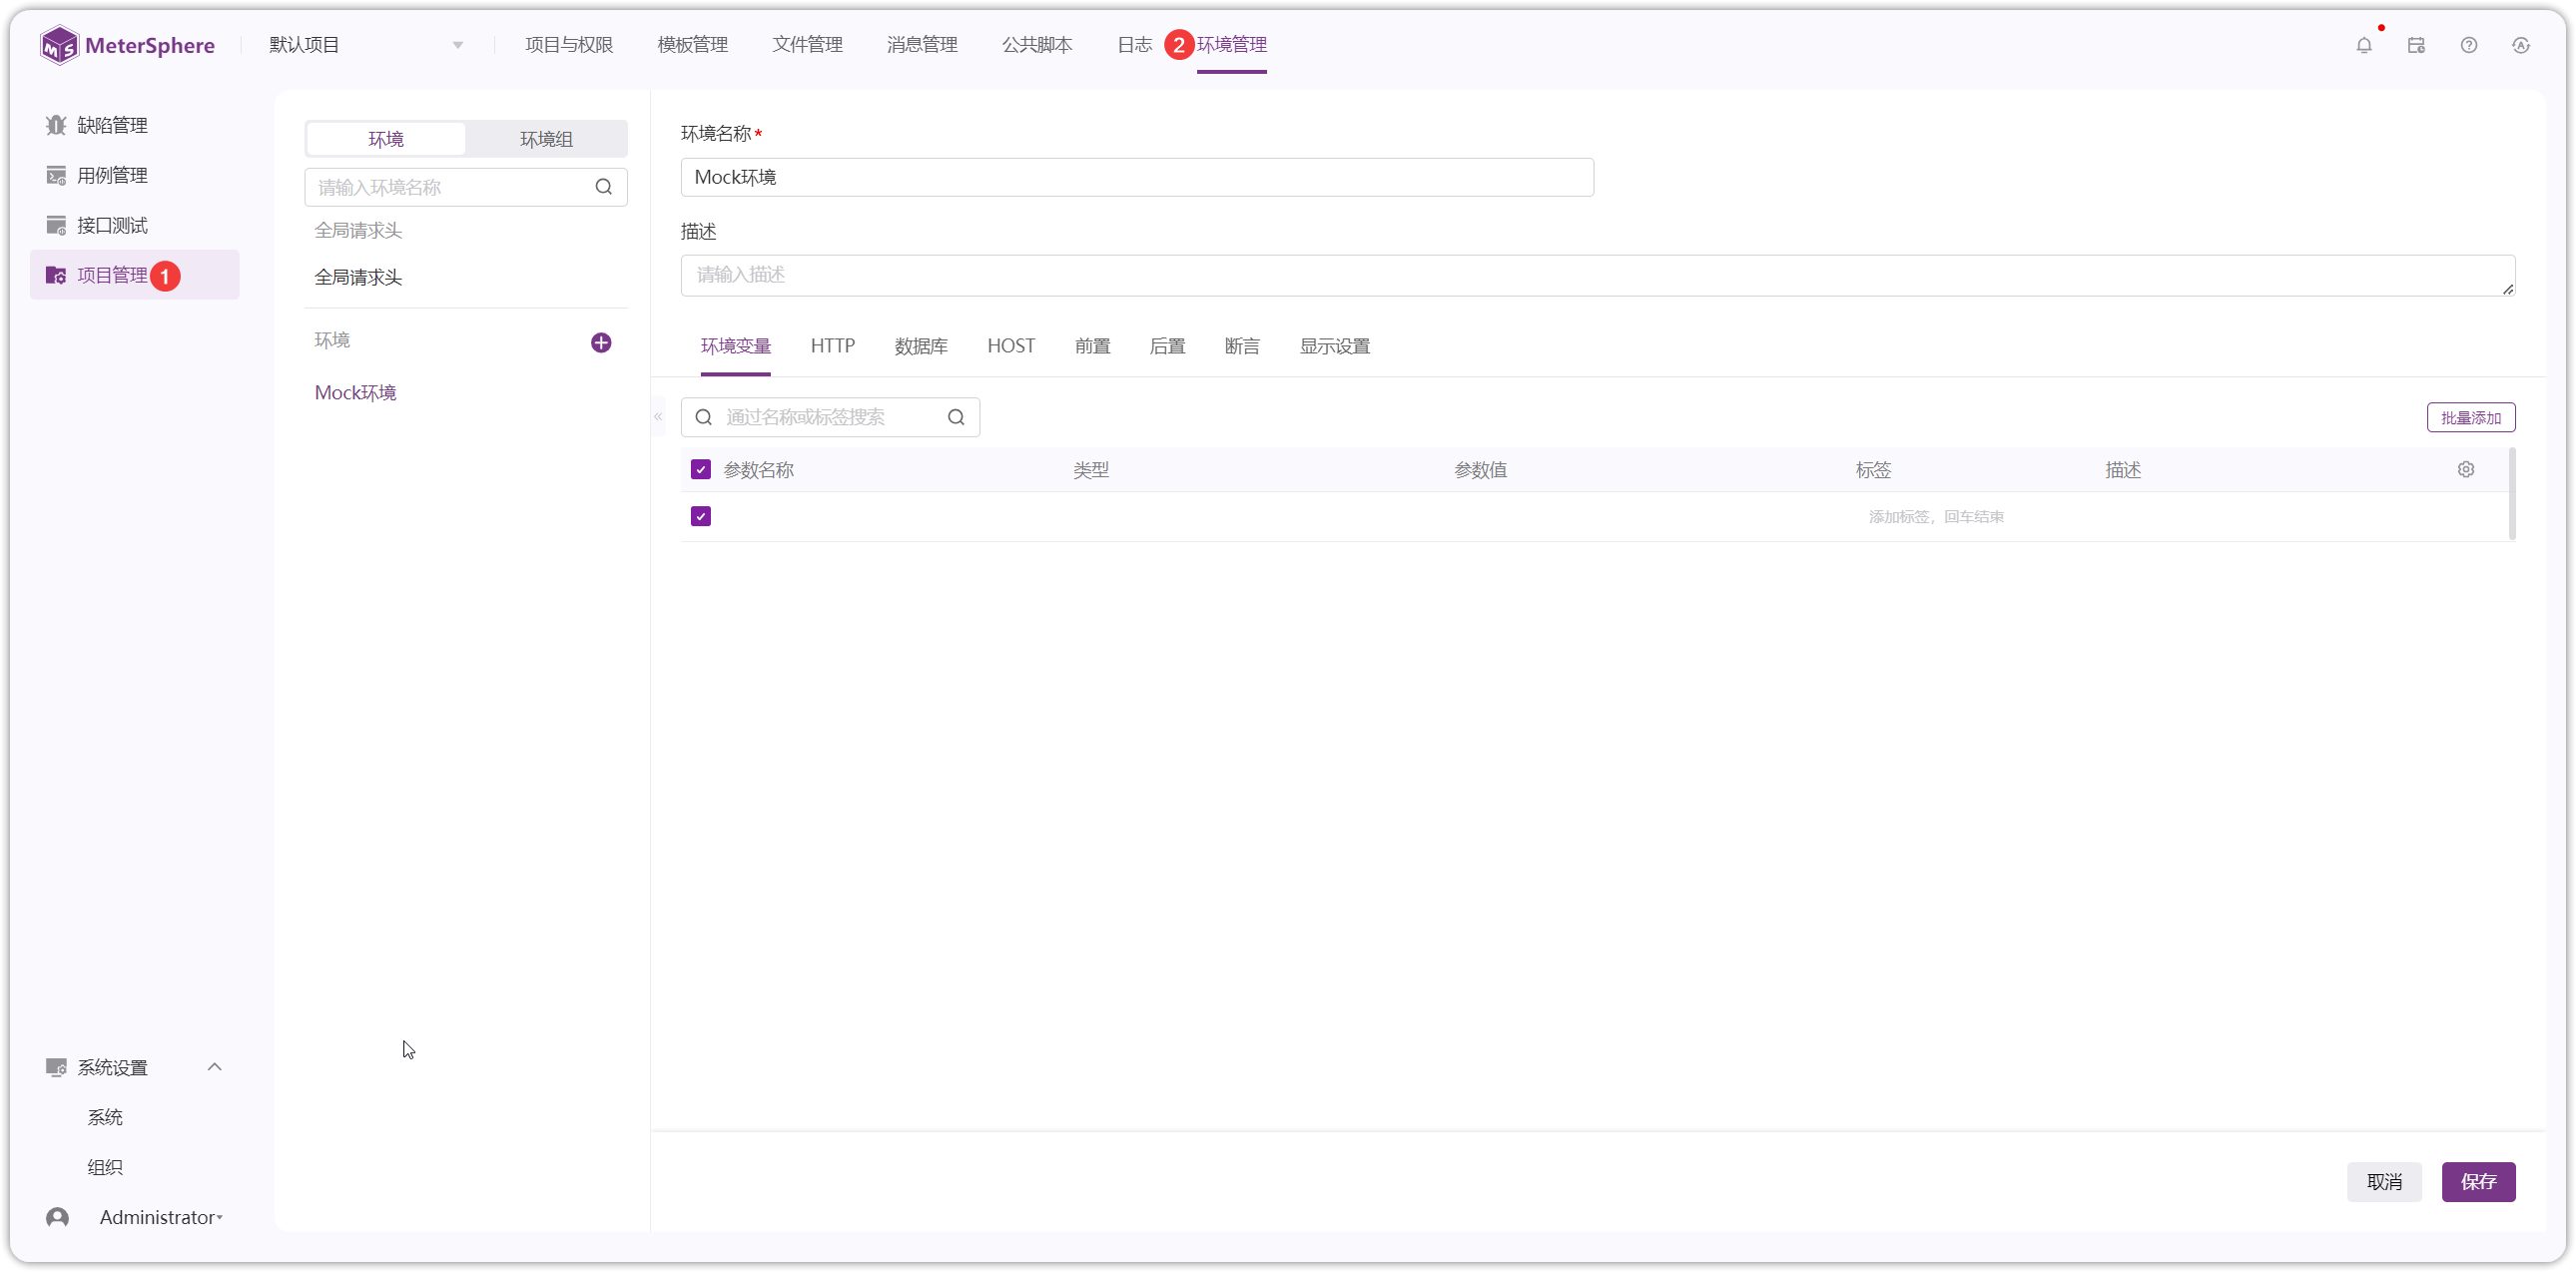 MeterSphere
默认项目
项目与权限
模板管理
文件管理
消息管理
公共脚本
日志
2
环境管理
缺陷管理
用例管理
接口测试
项目管理
1
环境
环境组
请输入环境名称
全局请求头
全局请求头
环境
Mock环境
环境名称*
Mock环境
描述
请输入描述
环境变量
HTTP
数据库
HOST
前置
后置
断言
显示设置
通过名称或标签搜索
批量添加
参数名称
类型
参数值
标签
描述
添加标签，回车结束
系统设置
系统
组织
Administrator
取消
保存